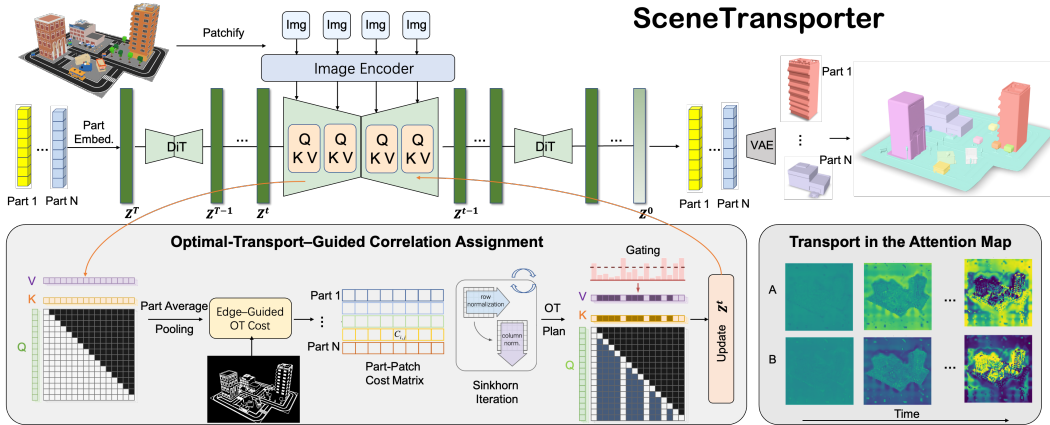 SceneTransporter
Patchify
Img Img Img Img
Image Encoder
Part 1
Part N
Part
Embed.
DiT
Q
K V
Q
K V
Q
K V
Q
K V
DiT
VAE
Part 1
Part N
Part 1 Part N
Z^T Z^{T-1} Z^t Z^{t-1} Z^0
Part 1 Part N
Optimal-Transport–Guided Correlation Assignment
V
K
Q
Part Average
Pooling
Edge–Guided
OT Cost
Part 1
Part N
C_{i,j}
Part-Patch
Cost Matrix
row
normalization
column
norm.
Sinkhorn
Iteration
OT
Plan
Gating
V
K
Q
Update Z^t
Transport in the Attention Map
A
B
Time